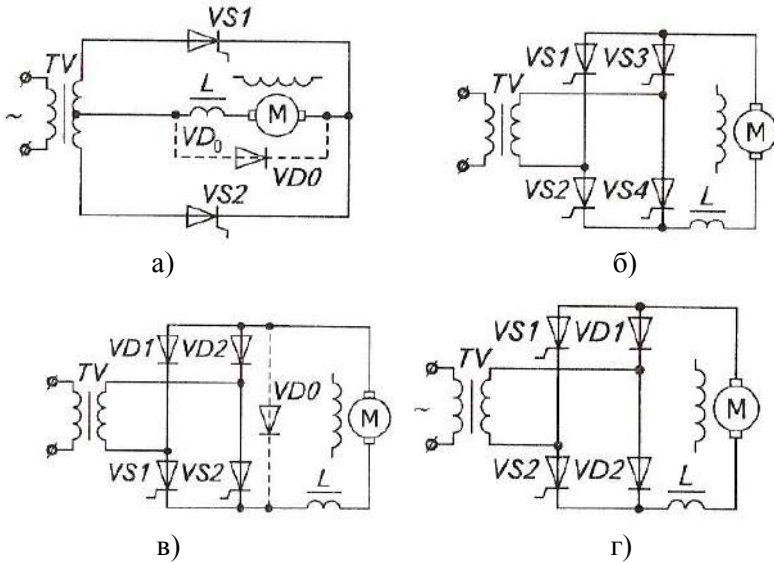 VS1
TV
L
M
~
VD₀
VD0
VS2
а)
VS1 VS3
TV
M
VS2 VS4
L
б)
VD1 VD2
TV
VD0
M
VS1 VS2
L
в)
VS1 VD1
TV
~
M
VS2 VD2
L
г)